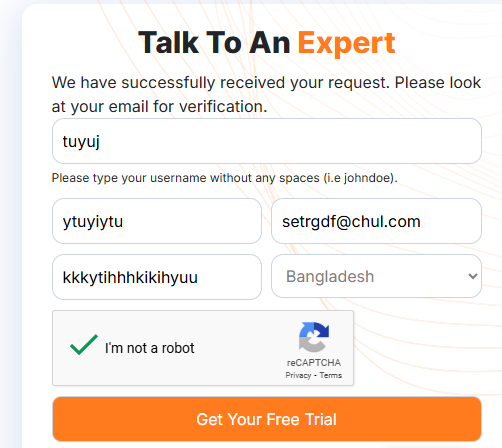 Talk To An Expert
We have successfully received your request. Please look
at your email for verification.
tuyuj
Please type your username without any spaces (i.e johndoe).
ytuyiytu
setrgdf@chul.com
kkkytihhhkikihyuu
Bangladesh
I'm not a robot
reCAPTCHA
Privacy - Terms
Get Your Free Trial